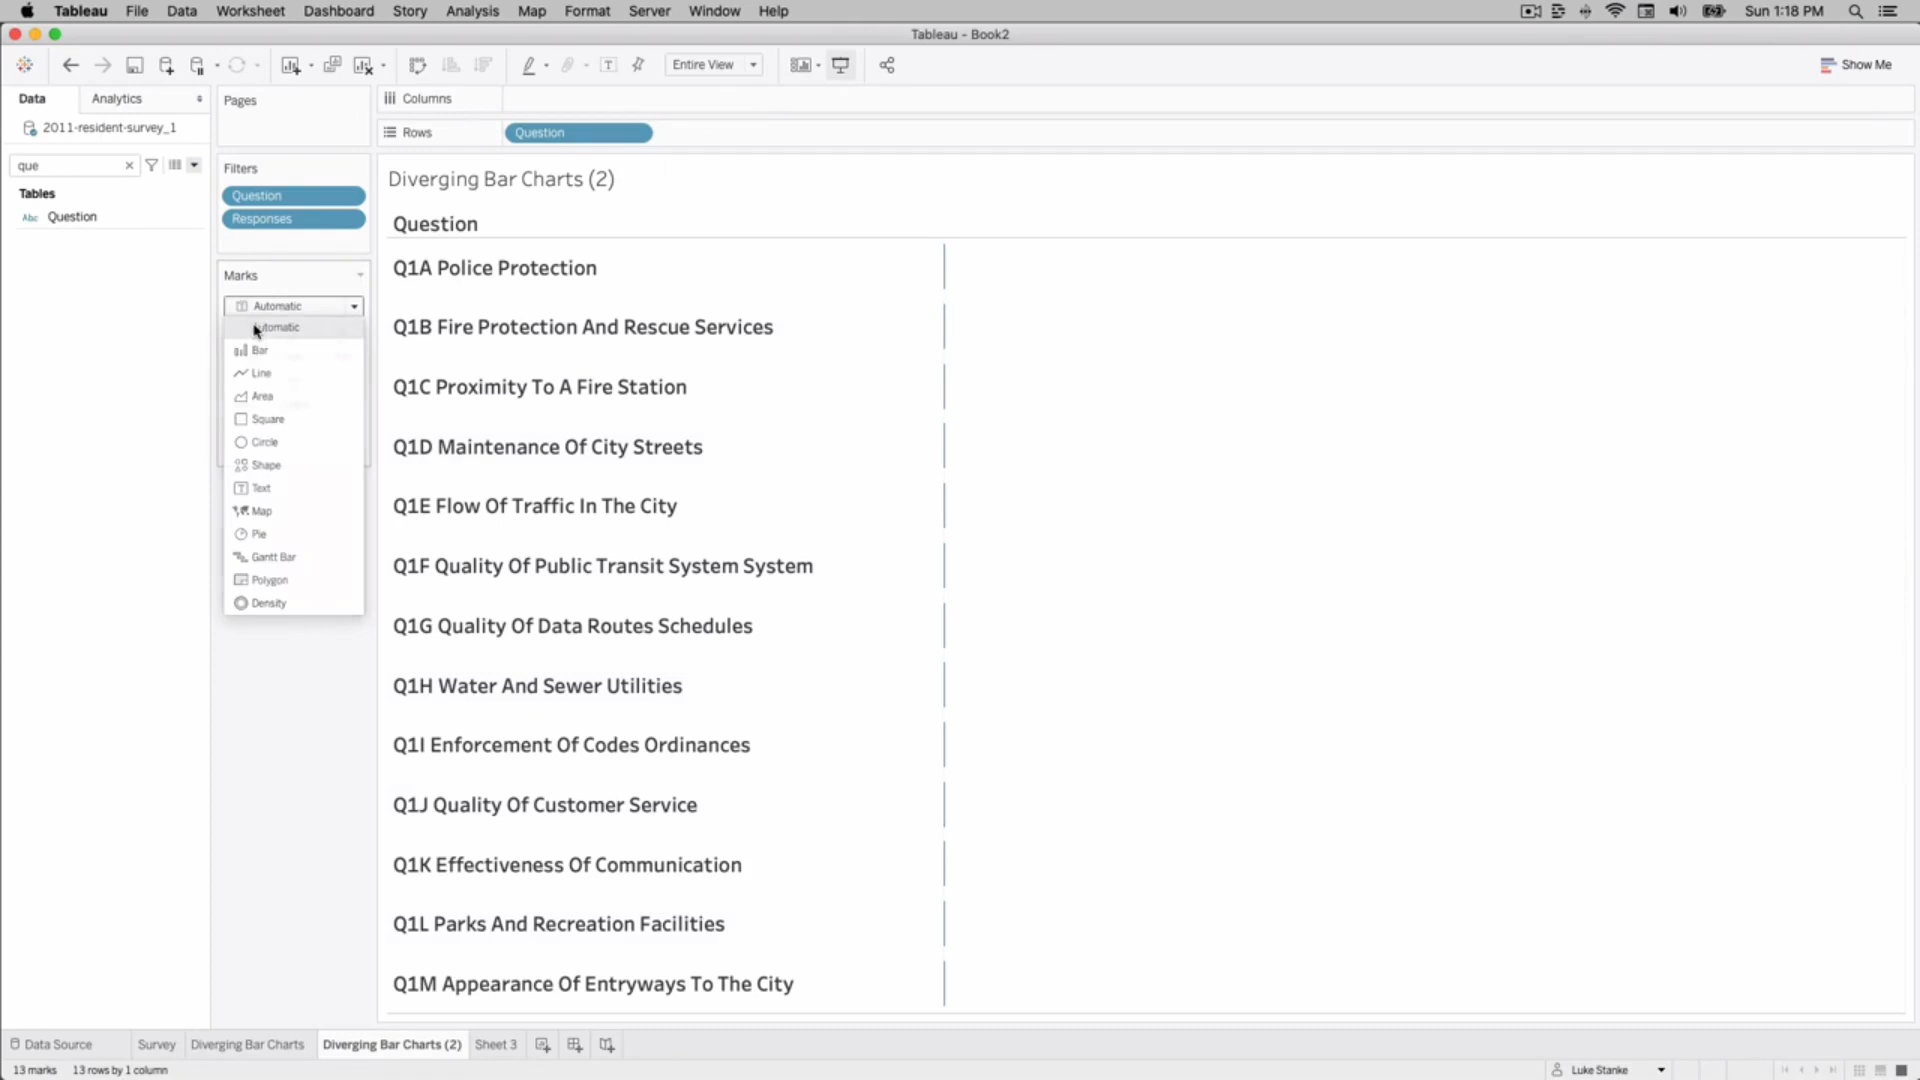 Tableau File Data Worksheet Dashboard Story Analysis Map Format Server Window Help Sun 1:18 PM
Tableau - Book2
Entire View Show Me
Data Analytics Pages Columns
2011-resident-survey_1
Rows Question
que Filters
Tables Question
Abc Question Responses
Diverging Bar Charts (2)
Question
Marks
Automatic
Automatic
Bar
Line
Area
Square
Circle
Shape
Text
Map
Pie
Gantt Bar
Polygon
Density
Q1A Police Protection
Q1B Fire Protection And Rescue Services
Q1C Proximity To A Fire Station
Q1D Maintenance Of City Streets
Q1E Flow Of Traffic In The City
Q1F Quality Of Public Transit System System
Q1G Quality Of Data Routes Schedules
Q1H Water And Sewer Utilities
Q1I Enforcement Of Codes Ordinances
Q1J Quality Of Customer Service
Q1K Effectiveness Of Communication
Q1L Parks And Recreation Facilities
Q1M Appearance Of Entryways To The City
Data Source Survey Diverging Bar Charts Diverging Bar Charts (2) Sheet 3
13 marks 13 rows by 1 column Luke Stanke